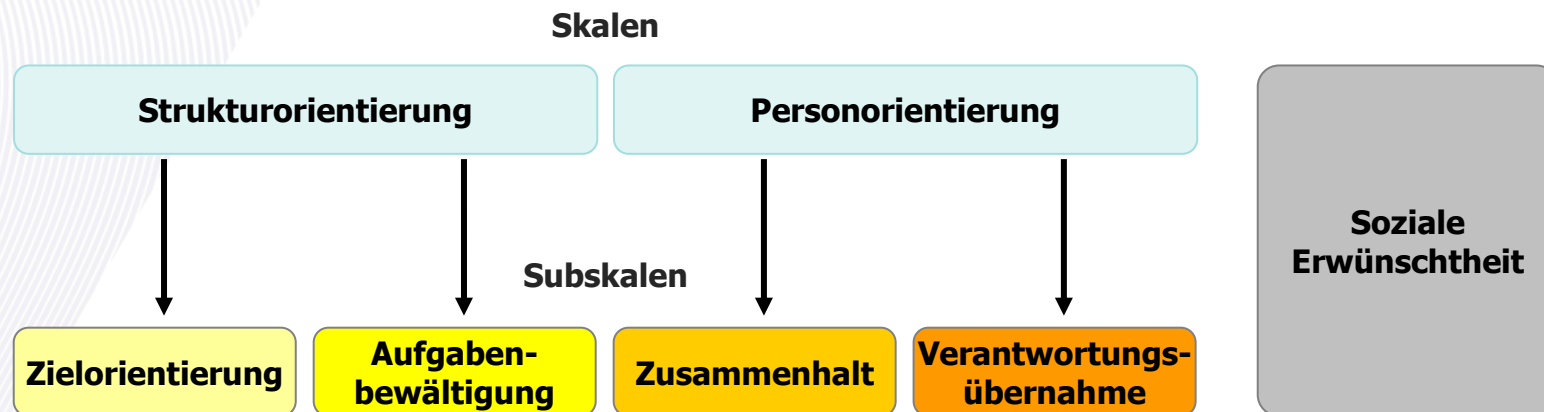 Skalen
Strukturorientierung
Personorientierung
Soziale
Erwünschtheit
Subskalen
Zielorientierung
Aufgaben-
bewältigung
Zusammenhalt
Verantwortungs-
übernahme